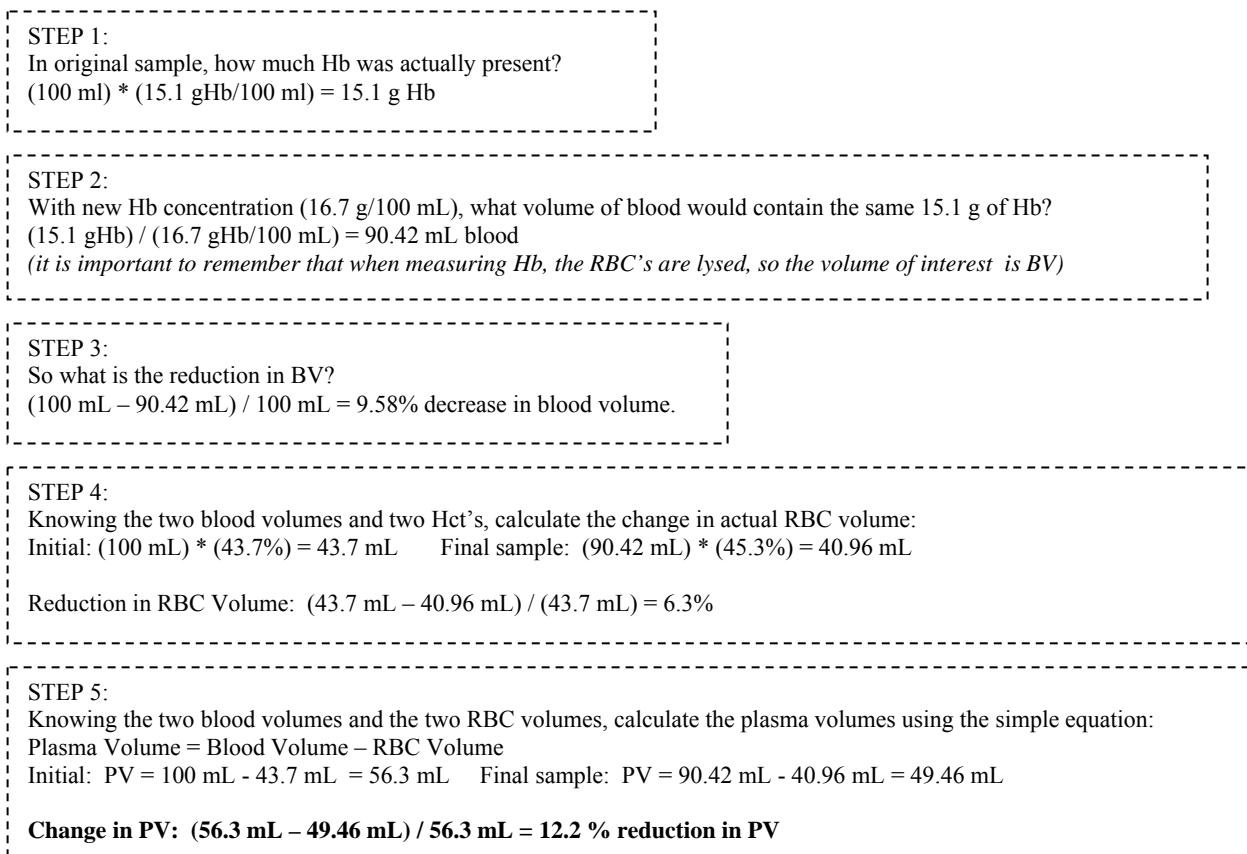 STEP 1:
In original sample, how much Hb was actually present?
(100 ml) * (15.1 gHb/100 ml) = 15.1 g Hb
STEP 2:
With new Hb concentration (16.7 g/100 mL), what volume of blood would contain the same 15.1 g of Hb?
(15.1 gHb) / (16.7 gHb/100 mL) = 90.42 mL blood
(it is important to remember that when measuring Hb, the RBC's are lysed, so the volume of interest is BV)
STEP 3:
So what is the reduction in BV?
(100 mL – 90.42 mL) / 100 mL = 9.58% decrease in blood volume.
STEP 4:
Knowing the two blood volumes and two Hct's, calculate the change in actual RBC volume:
Initial: (100 mL) * (43.7%) = 43.7 mL Final sample: (90.42 mL) * (45.3%) = 40.96 mL
Reduction in RBC Volume: (43.7 mL – 40.96 mL) / (43.7 mL) = 6.3%
STEP 5:
Knowing the two blood volumes and the two RBC volumes, calculate the plasma volumes using the simple equation:
Plasma Volume = Blood Volume – RBC Volume
Initial: PV = 100 mL - 43.7 mL = 56.3 mL Final sample: PV = 90.42 mL - 40.96 mL = 49.46 mL
Change in PV: (56.3 mL – 49.46 mL) / 56.3 mL = 12.2 % reduction in PV